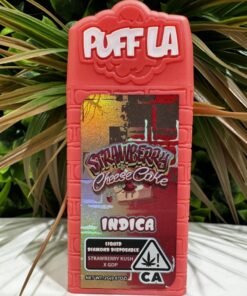 PUFF LA
STRAWBERRY
Cheese Cake
INDICA
LIQUID
DIAMOND DISPOSABLE
STRAWBERRY KUSH
X GDP
CA